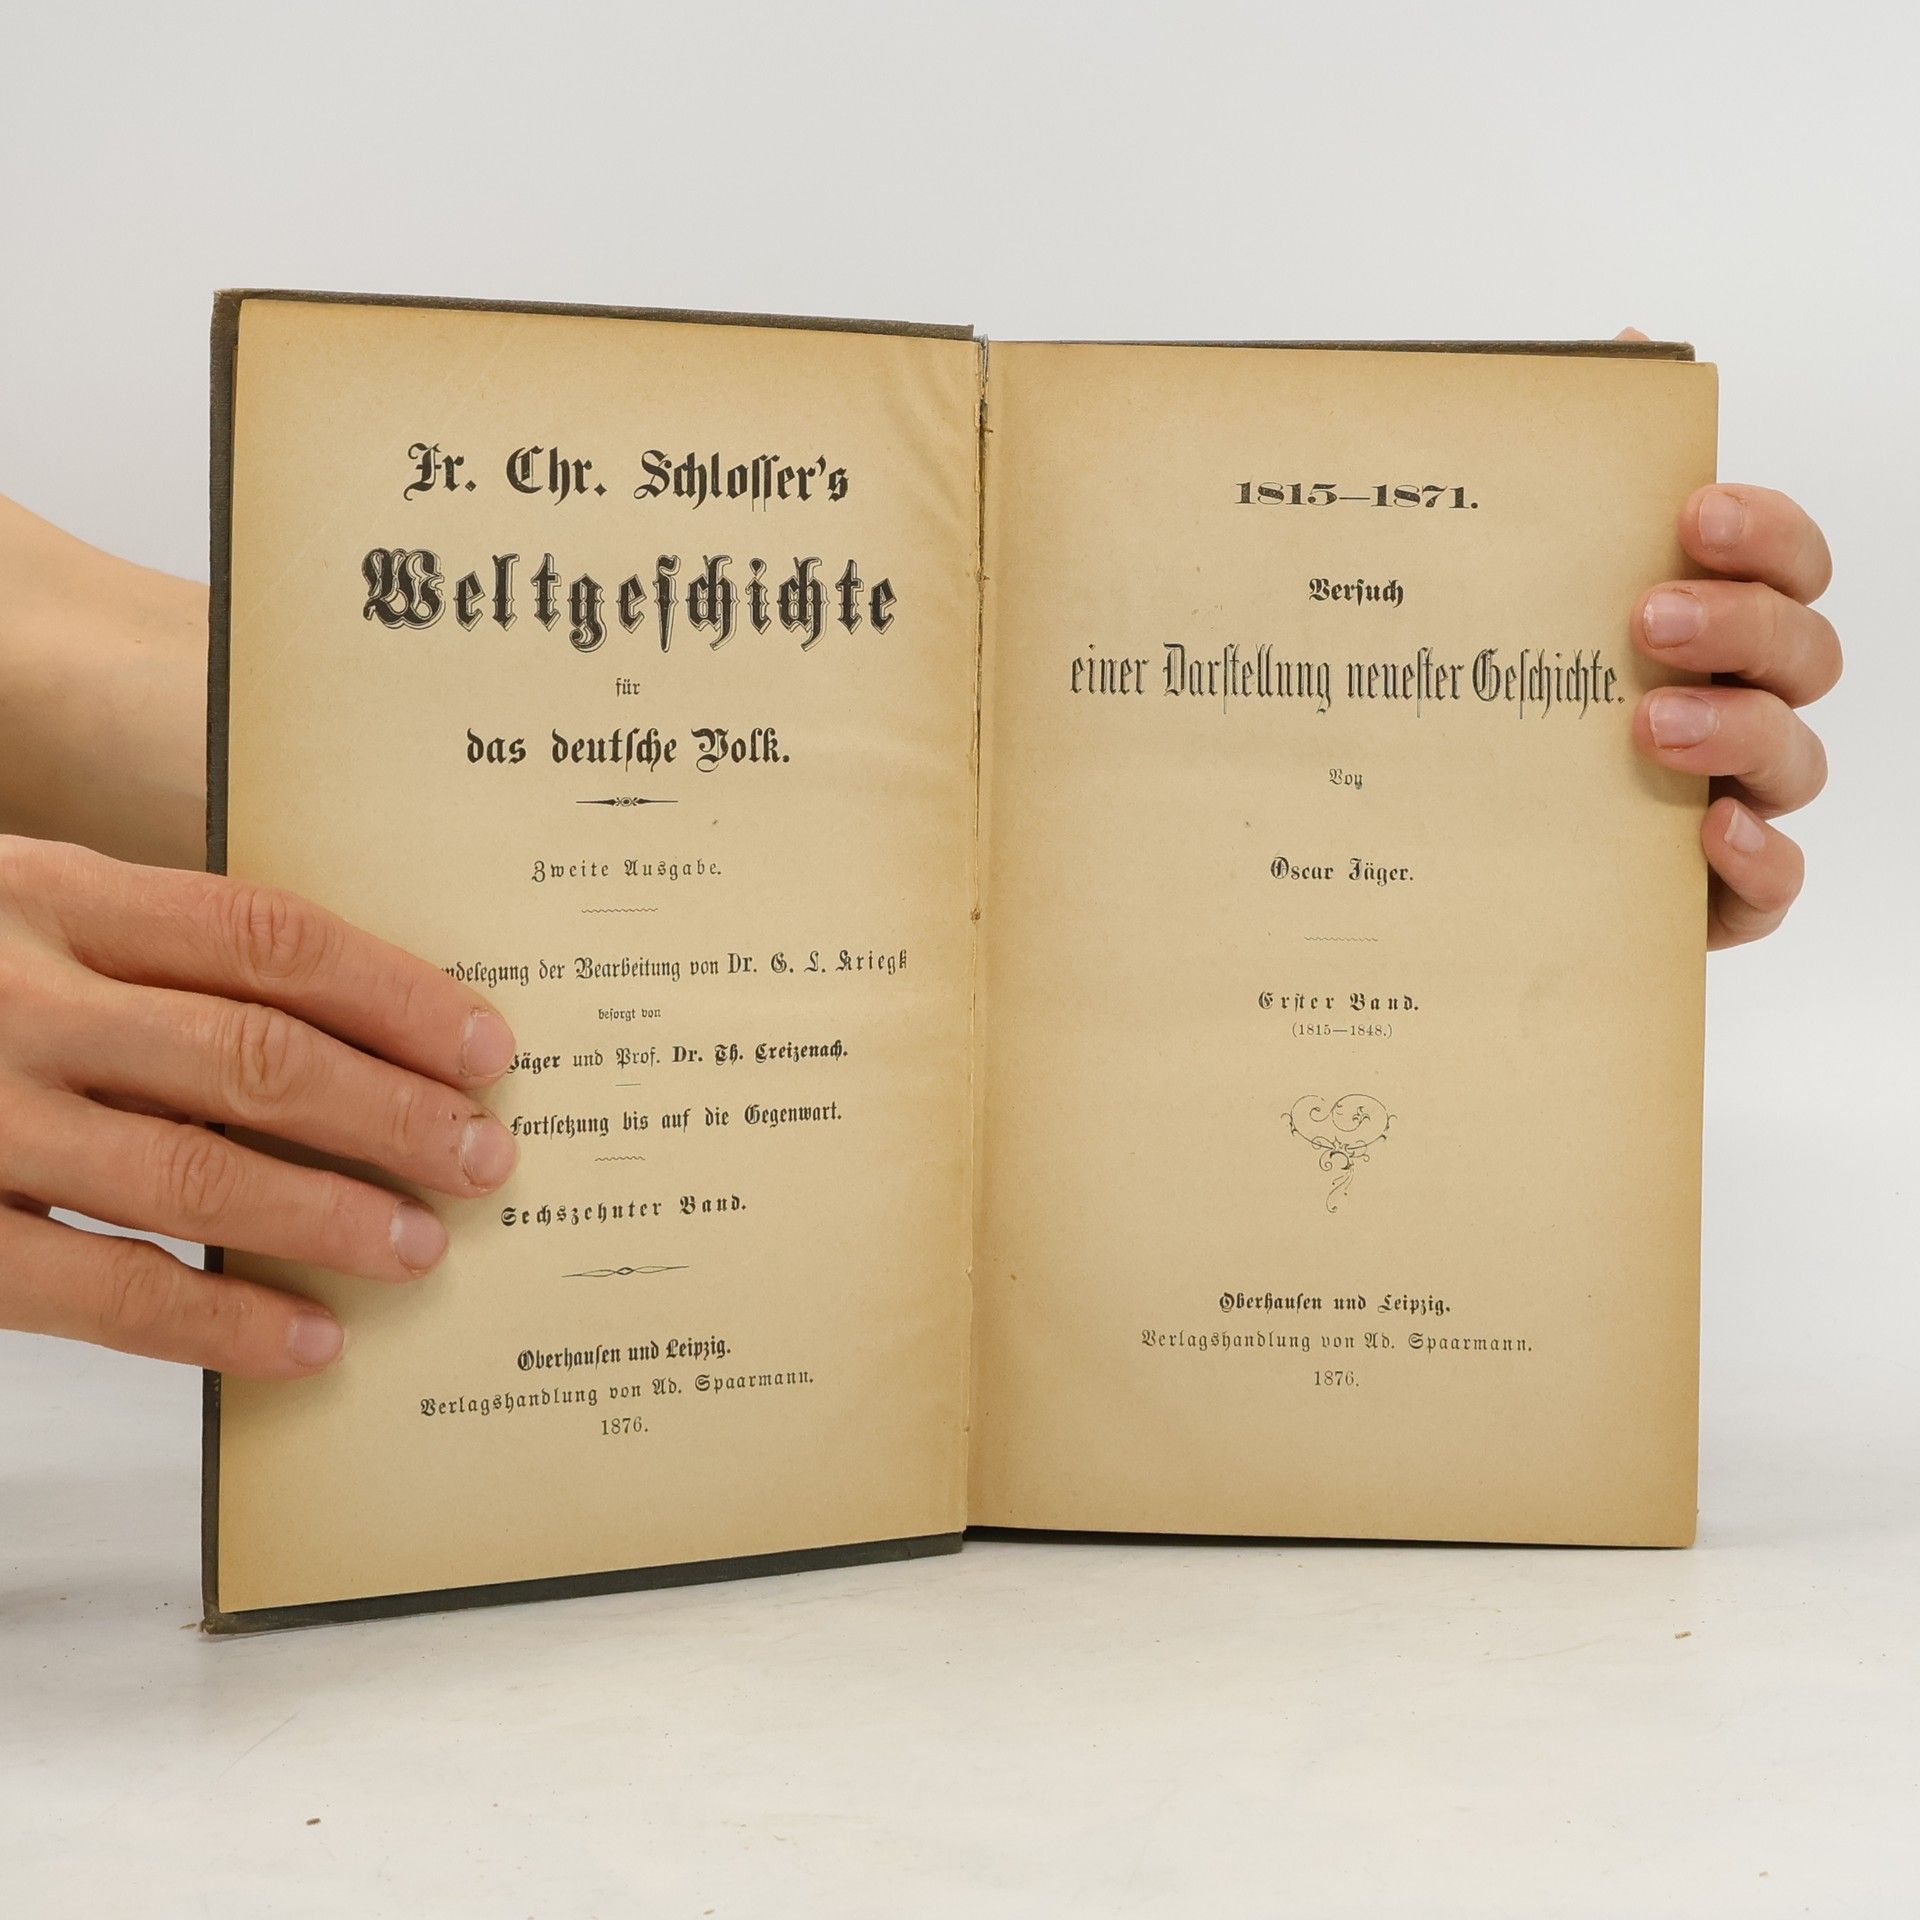 Fr. Chr. Schloſſer's
Weltgeſchichte
für
das deutſche Volk.
Zweite Ausgabe.
der Bearbeitung von Dr. G. L. Kriegk
beſorgt von
Jäger und Prof. Dr. Th. Creizenach.
Fortſetzung bis auf die Gegenwart.
Sechszehnter Band.
Oberhauſen und Leipzig.
Verlagshandlung von Ad. Spaarmann.
1876.
1815—1871.
Verſuch
einer Darſtellung neueſter Geſchichte.
Von
Oscar Jäger.
Erſter Band.
(1815—1848.)
Oberhauſen und Leipzig.
Verlagshandlung von Ad. Spaarmann.
1876.